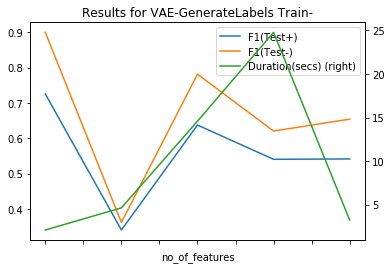 Results for VAE-GenerateLabels Train-
F1(Test+)
F1(Test-)
Duration(secs) (right)
0.9
0.8
0.7
0.6
0.5
0.4
25
20
15
10
5
no_of_features